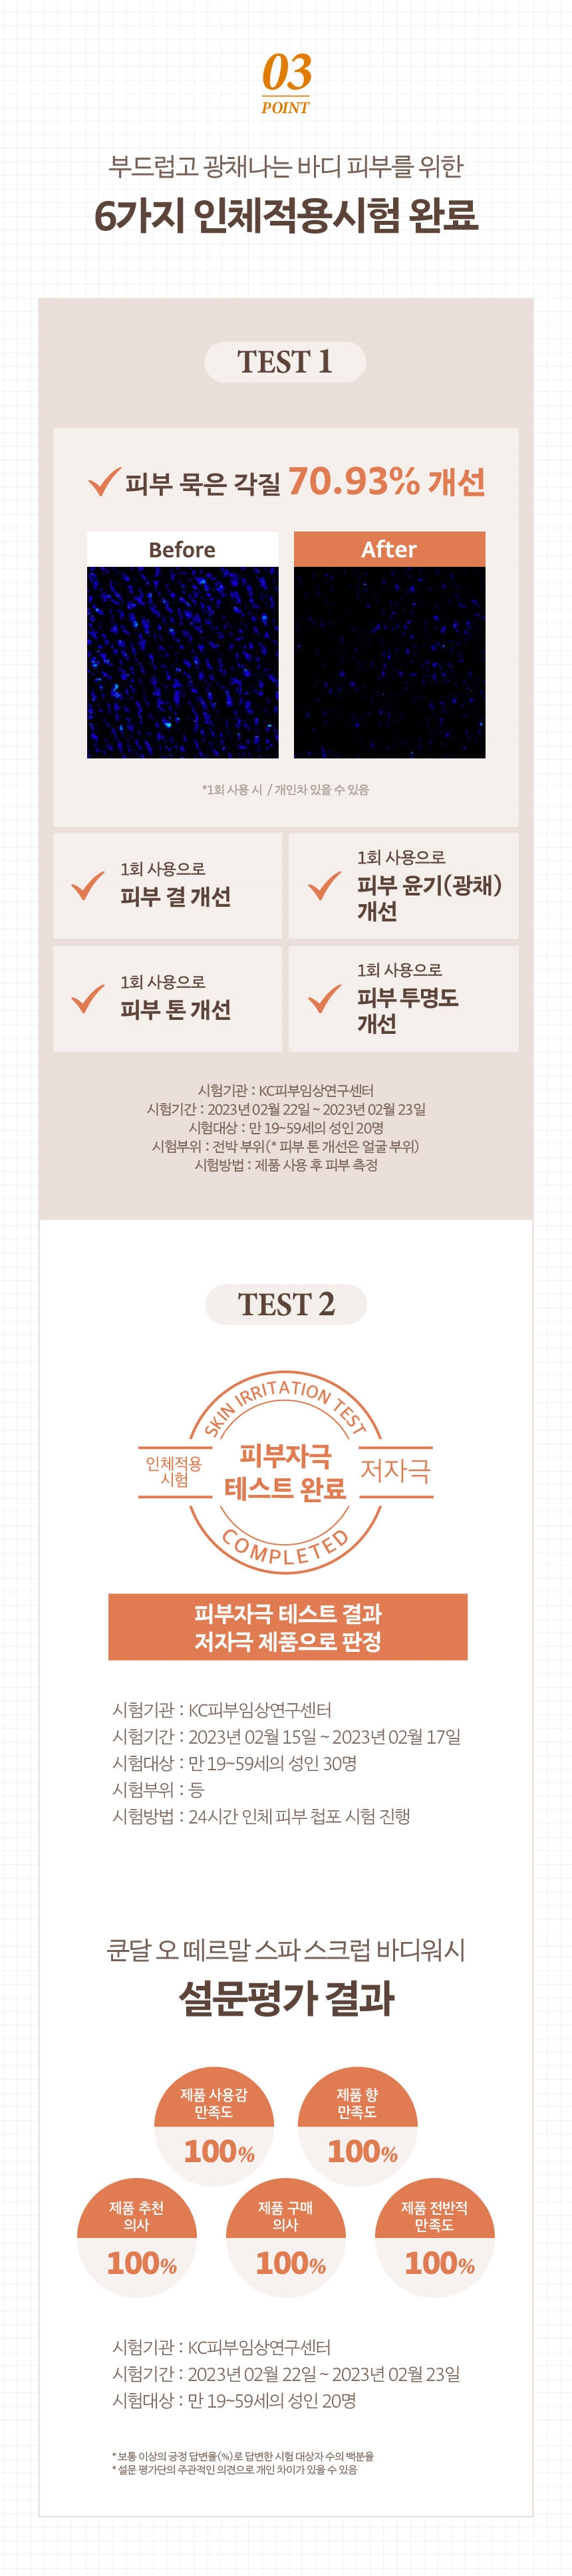 03
POINT
부드럽고 광채나는 바디 피부를 위한
6가지 인체적용시험 완료
TEST 1
피부 묵은 각질 70.93% 개선
Before
After
*1회 사용 시 / 개인차 있을 수 있음
1회 사용으로
피부 결 개선
1회 사용으로
피부 윤기(광채)
개선
1회 사용으로
피부 톤 개선
1회 사용으로
피부 투명도
개선
시험기관 : KC피부임상연구센터
시험기간 : 2023년 02월 22일 ~ 2023년 02월 23일
시험대상 : 만 19~59세의 성인 20명
시험부위 : 전박 부위(* 피부 톤 개선은 얼굴 부위)
시험방법 : 제품 사용 후 피부 측정
TEST 2
SKIN IRRITATION TEST
인체적용
시험
피부자극
테스트 완료
저자극
COMPLETED
피부자극 테스트 결과
저자극 제품으로 판정
시험기관 : KC피부임상연구센터
시험기간 : 2023년 02월 15일 ~ 2023년 02월 17일
시험대상 : 만 19~59세의 성인 30명
시험부위 : 등
시험방법 : 24시간 인체 피부 첩포 시험 진행
쿤달 오 떼르말 스파 스크럽 바디워시
설문평가 결과
제품 사용감
만족도
100%
제품 향
만족도
100%
제품 추천
의사
100%
제품 구매
의사
100%
제품 전반적
만족도
100%
시험기관 : KC피부임상연구센터
시험기간 : 2023년 02월 22일 ~ 2023년 02월 23일
시험대상 : 만 19~59세의 성인 20명
* 보통 이상의 긍정 답변율(%)로 답변한 시험 대상자 수의 백분율
* 설문 평가단의 주관적인 의견으로 개인 차이가 있을 수 있음